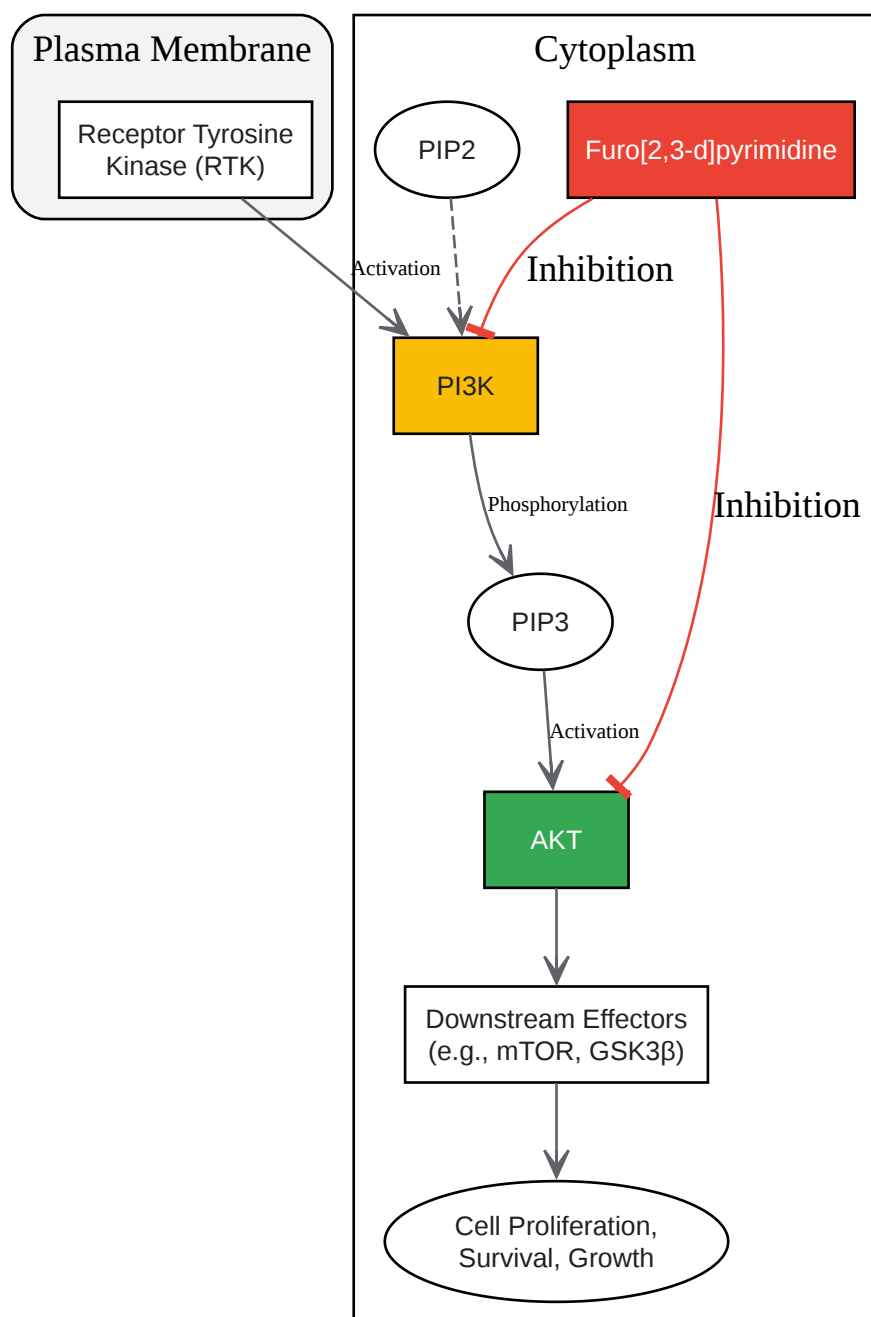 Plasma Membrane
Cytoplasm
Receptor Tyrosine
Kinase (RTK)
PIP2
Furo[2,3-d]pyrimidine
Activation
Inhibition
PI3K
Phosphorylation
Inhibition
PIP3
Activation
AKT
Downstream Effectors
(e.g., mTOR, GSK3β)
Cell Proliferation,
Survival, Growth